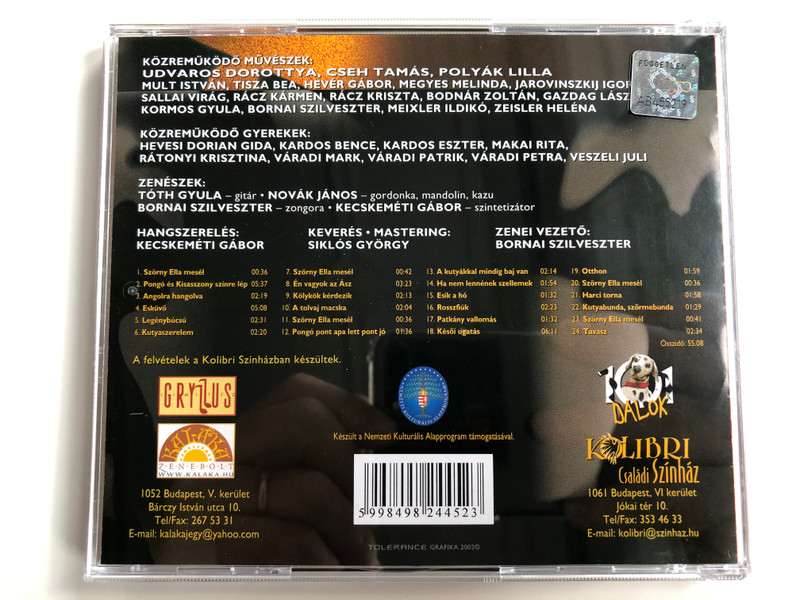 KÖZREMŰKÖDŐ MŰVÉSZEK:
UDVAROS DOROTTYA, CSEH TAMÁS, POLYÁK LILLA
MULT ISTVÁN, TISZA BEA, HEVÉR GÁBOR, MEGYES MELINDA, JAROVINSZKIJ IGOR
SALLAI VIRÁG, RÁCZ KÁRMEN, RÁCZ KRISZTA, BODNÁR ZOLTÁN, GAZDAG LÁSZ
KORMOS GYULA, BORNAI SZILVESZTER, MEIXLER ILDIKÓ, ZEISLER HELÉNA
FÜGGETLEN
AB455219
KÖZREMŰKÖDŐ GYEREKEK:
HEVESI DORIAN GIDA, KARDOS BENCE, KARDOS ESZTER, MAKAI RITA,
RÁTONYI KRISZTINA, VÁRADI MARK, VÁRADI PATRIK, VÁRADI PETRA, VESZELI JULI
ZENÉSZEK:
TÓTH GYULA – gitár • NOVÁK JÁNOS – gordonka, mandolin, kazu
BORNAI SZILVESZTER – zongora • KECSKEMÉTI GÁBOR – szintetizátor
HANGSZERELÉS:
KECSKEMÉTI GÁBOR
KEVERÉS • MASTERING:
SIKLÓS GYÖRGY
ZENEI VEZETŐ:
BORNAI SZILVESZTER
1. Szörny Ella mesél 00:36
2. Pongó és Kisasszony színre lép 05:37
3. Angolra hangolva 02:19
4. Esküvő 05:08
5. Legénybúcsú 02:31
6. Kutyaszerelem 02:20
7. Szörny Ella mesél 00:42
8. Én vagyok az Ász 03:23
9. Kölykök kérdezik 02:13
10. A tolvaj macska 02:04
11. Szörny Ella mesél 00:36
12. Pongó pont apa lett pont jó 01:36
13. A kutyákkal mindig baj van 02:14
14. Ha nem lennének szellemek 01:54
15. Esik a hó 01:32
16. Rosszfiúk 02:23
17. Patkány vallomás 01:32
18. Késői ugatás 06:11
19. Otthon 01:59
20. Szörny Ella mesél 00:36
21. Harci torna 01:58
22. Kutyabunda, szőrmebunda 01:29
23. Szörny Ella mesél 00:41
24. Tavasz 02:34
Összidő: 55.08
A felvételek a Kolibri Színházban készültek.
GRYLLUS
KALÁKA
ZENEBOLT
WWW.KALAKA.HU
1052 Budapest, V. kerület
Bárczy István utca 10.
Tel/Fax: 267 53 31
E-mail: kalakajegy@yahoo.com
Készült a Nemzeti Kulturális Alapprogram támogatásával.
5 998498 244523
TOLERANCE GRAFIKA 2002©
101
DALOK
KOLIBRI
Családi Színház
1061 Budapest, VI kerület
Jókai tér 10.
Tel/Fax: 353 46 33
E-mail: kolibri@szinhaz.hu